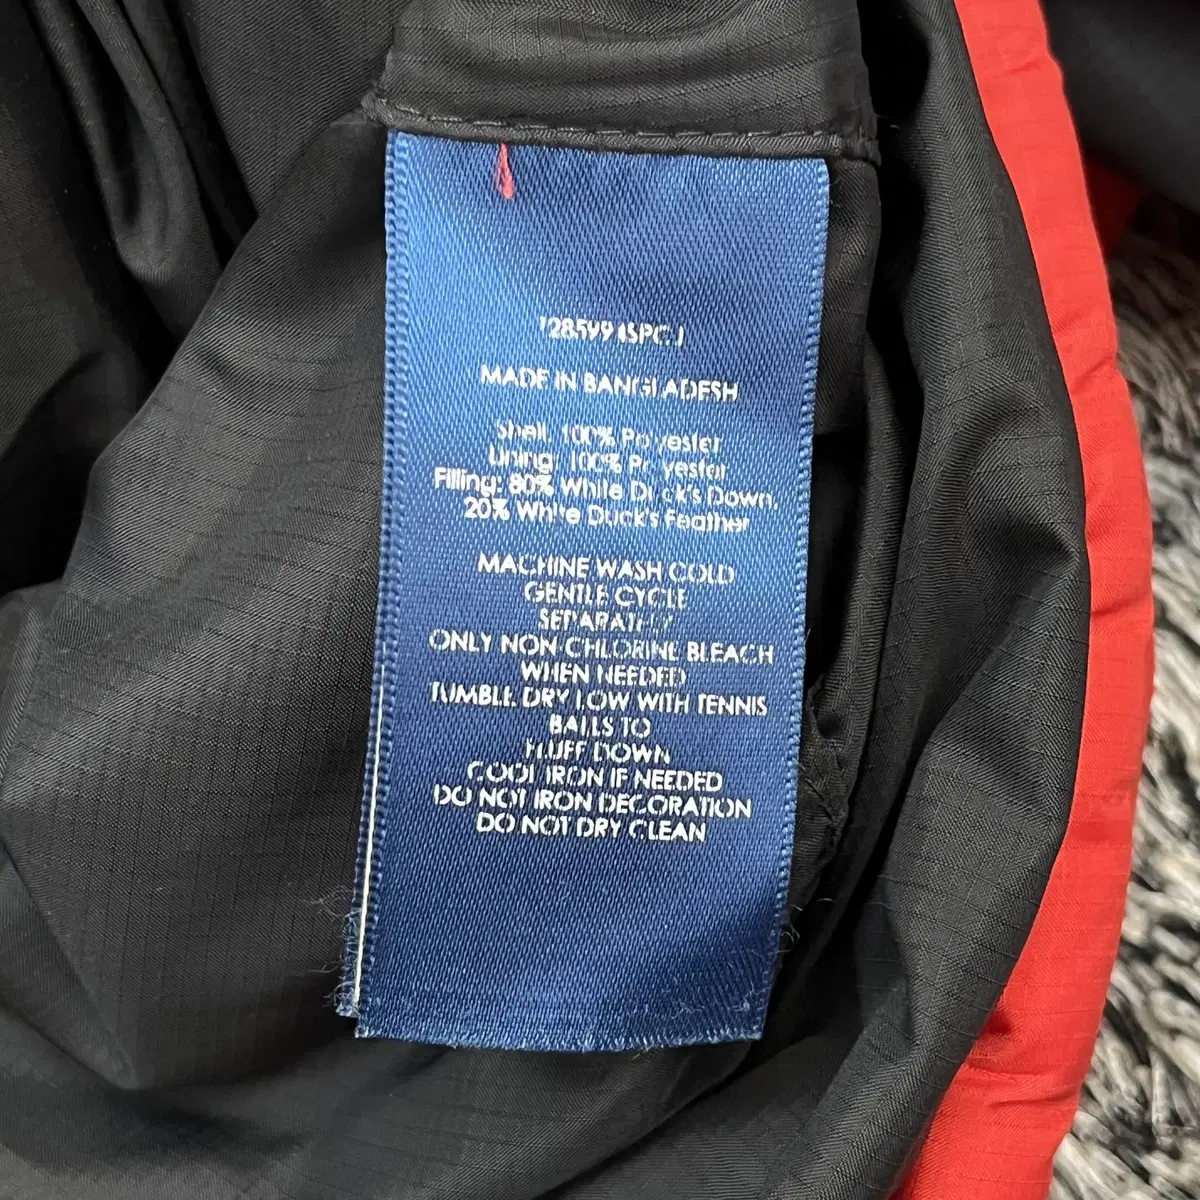 MADE IN BANGLADESH
Shell: 100% Polyester
Lining: 100% Polyester
Filling: 80% White Duck's Down,
20% White Duck's Feather
MACHINE WASH COLD
GENTLE CYCLE
SEPARATELY
ONLY NON CHLORINE BLEACH
WHEN NEEDED
TUMBLE DRY LOW WITH TENNIS
BALLS TO
FLUFF DOWN
COOL IRON IF NEEDED
DO NOT IRON DECORATION
DO NOT DRY CLEAN